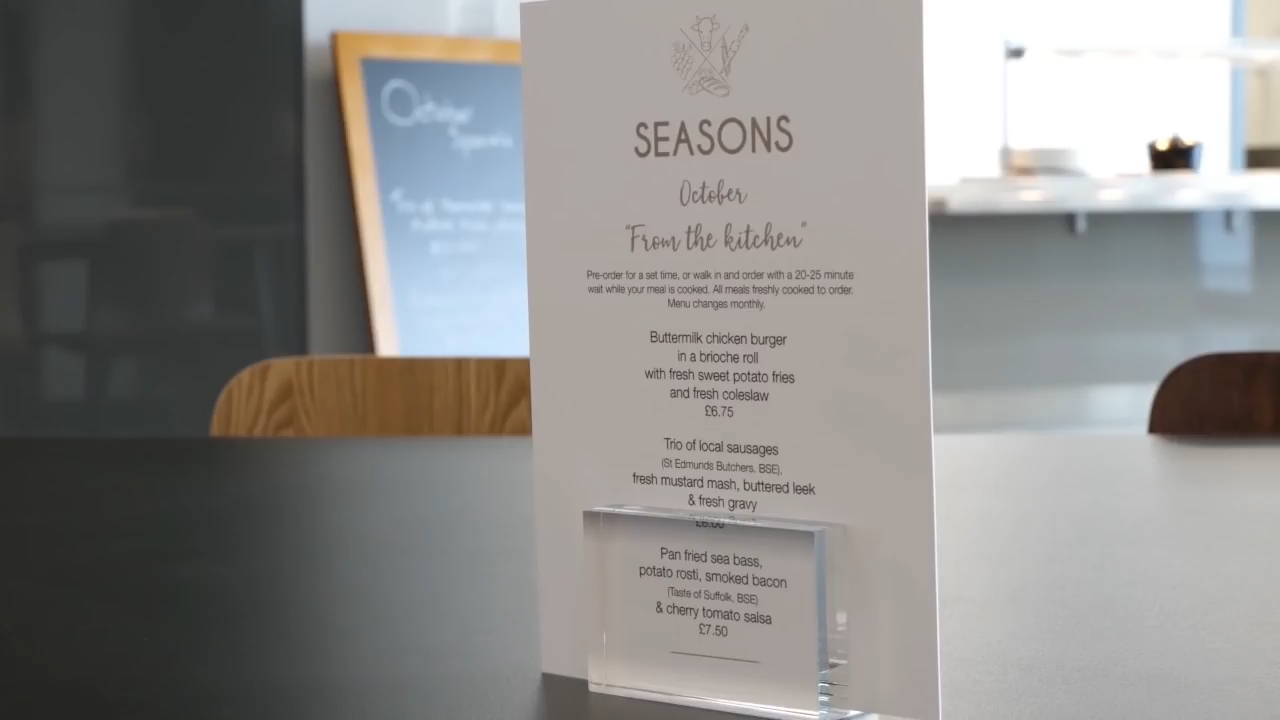 October
Specials
SEASONS
October
"From the kitchen"
Pre-order for a set time, or walk in and order with a 20-25 minute
wait while your meal is cooked. All meals freshly cooked to order.
Menu changes monthly.
Buttermilk chicken burger
in a brioche roll
with fresh sweet potato fries
and fresh coleslaw
£6.75
Trio of local sausages
(St Edmunds Butchers, BSE),
fresh mustard mash, buttered leek
& fresh gravy
£6.00
Pan fried sea bass,
potato rosti, smoked bacon
(Taste of Suffolk, BSE)
& cherry tomato salsa
£7.50